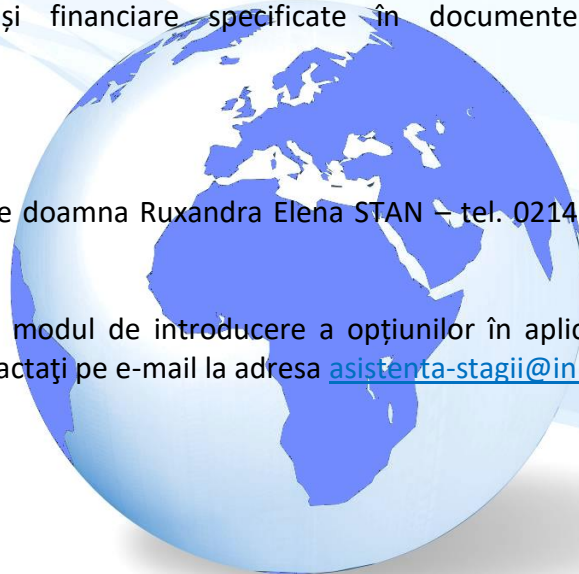 și financiare specificate în documente
e doamna Ruxandra Elena STAN – tel. 0214
modul de introducere a opțiunilor în aplic
actaţi pe e-mail la adresa asistenta-stagii@in